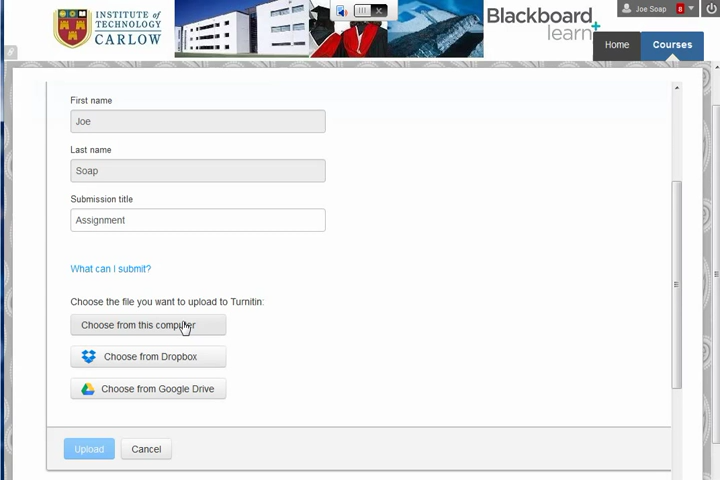 INSTITUTE of
TECHNOLOGY
CARLOW
Blackboard
learn+
Joe Soap 8
Home Courses
First name
Joe
Last name
Soap
Submission title
Assignment
What can I submit?
Choose the file you want to upload to Turnitin:
Choose from this computer
Choose from Dropbox
Choose from Google Drive
Upload Cancel